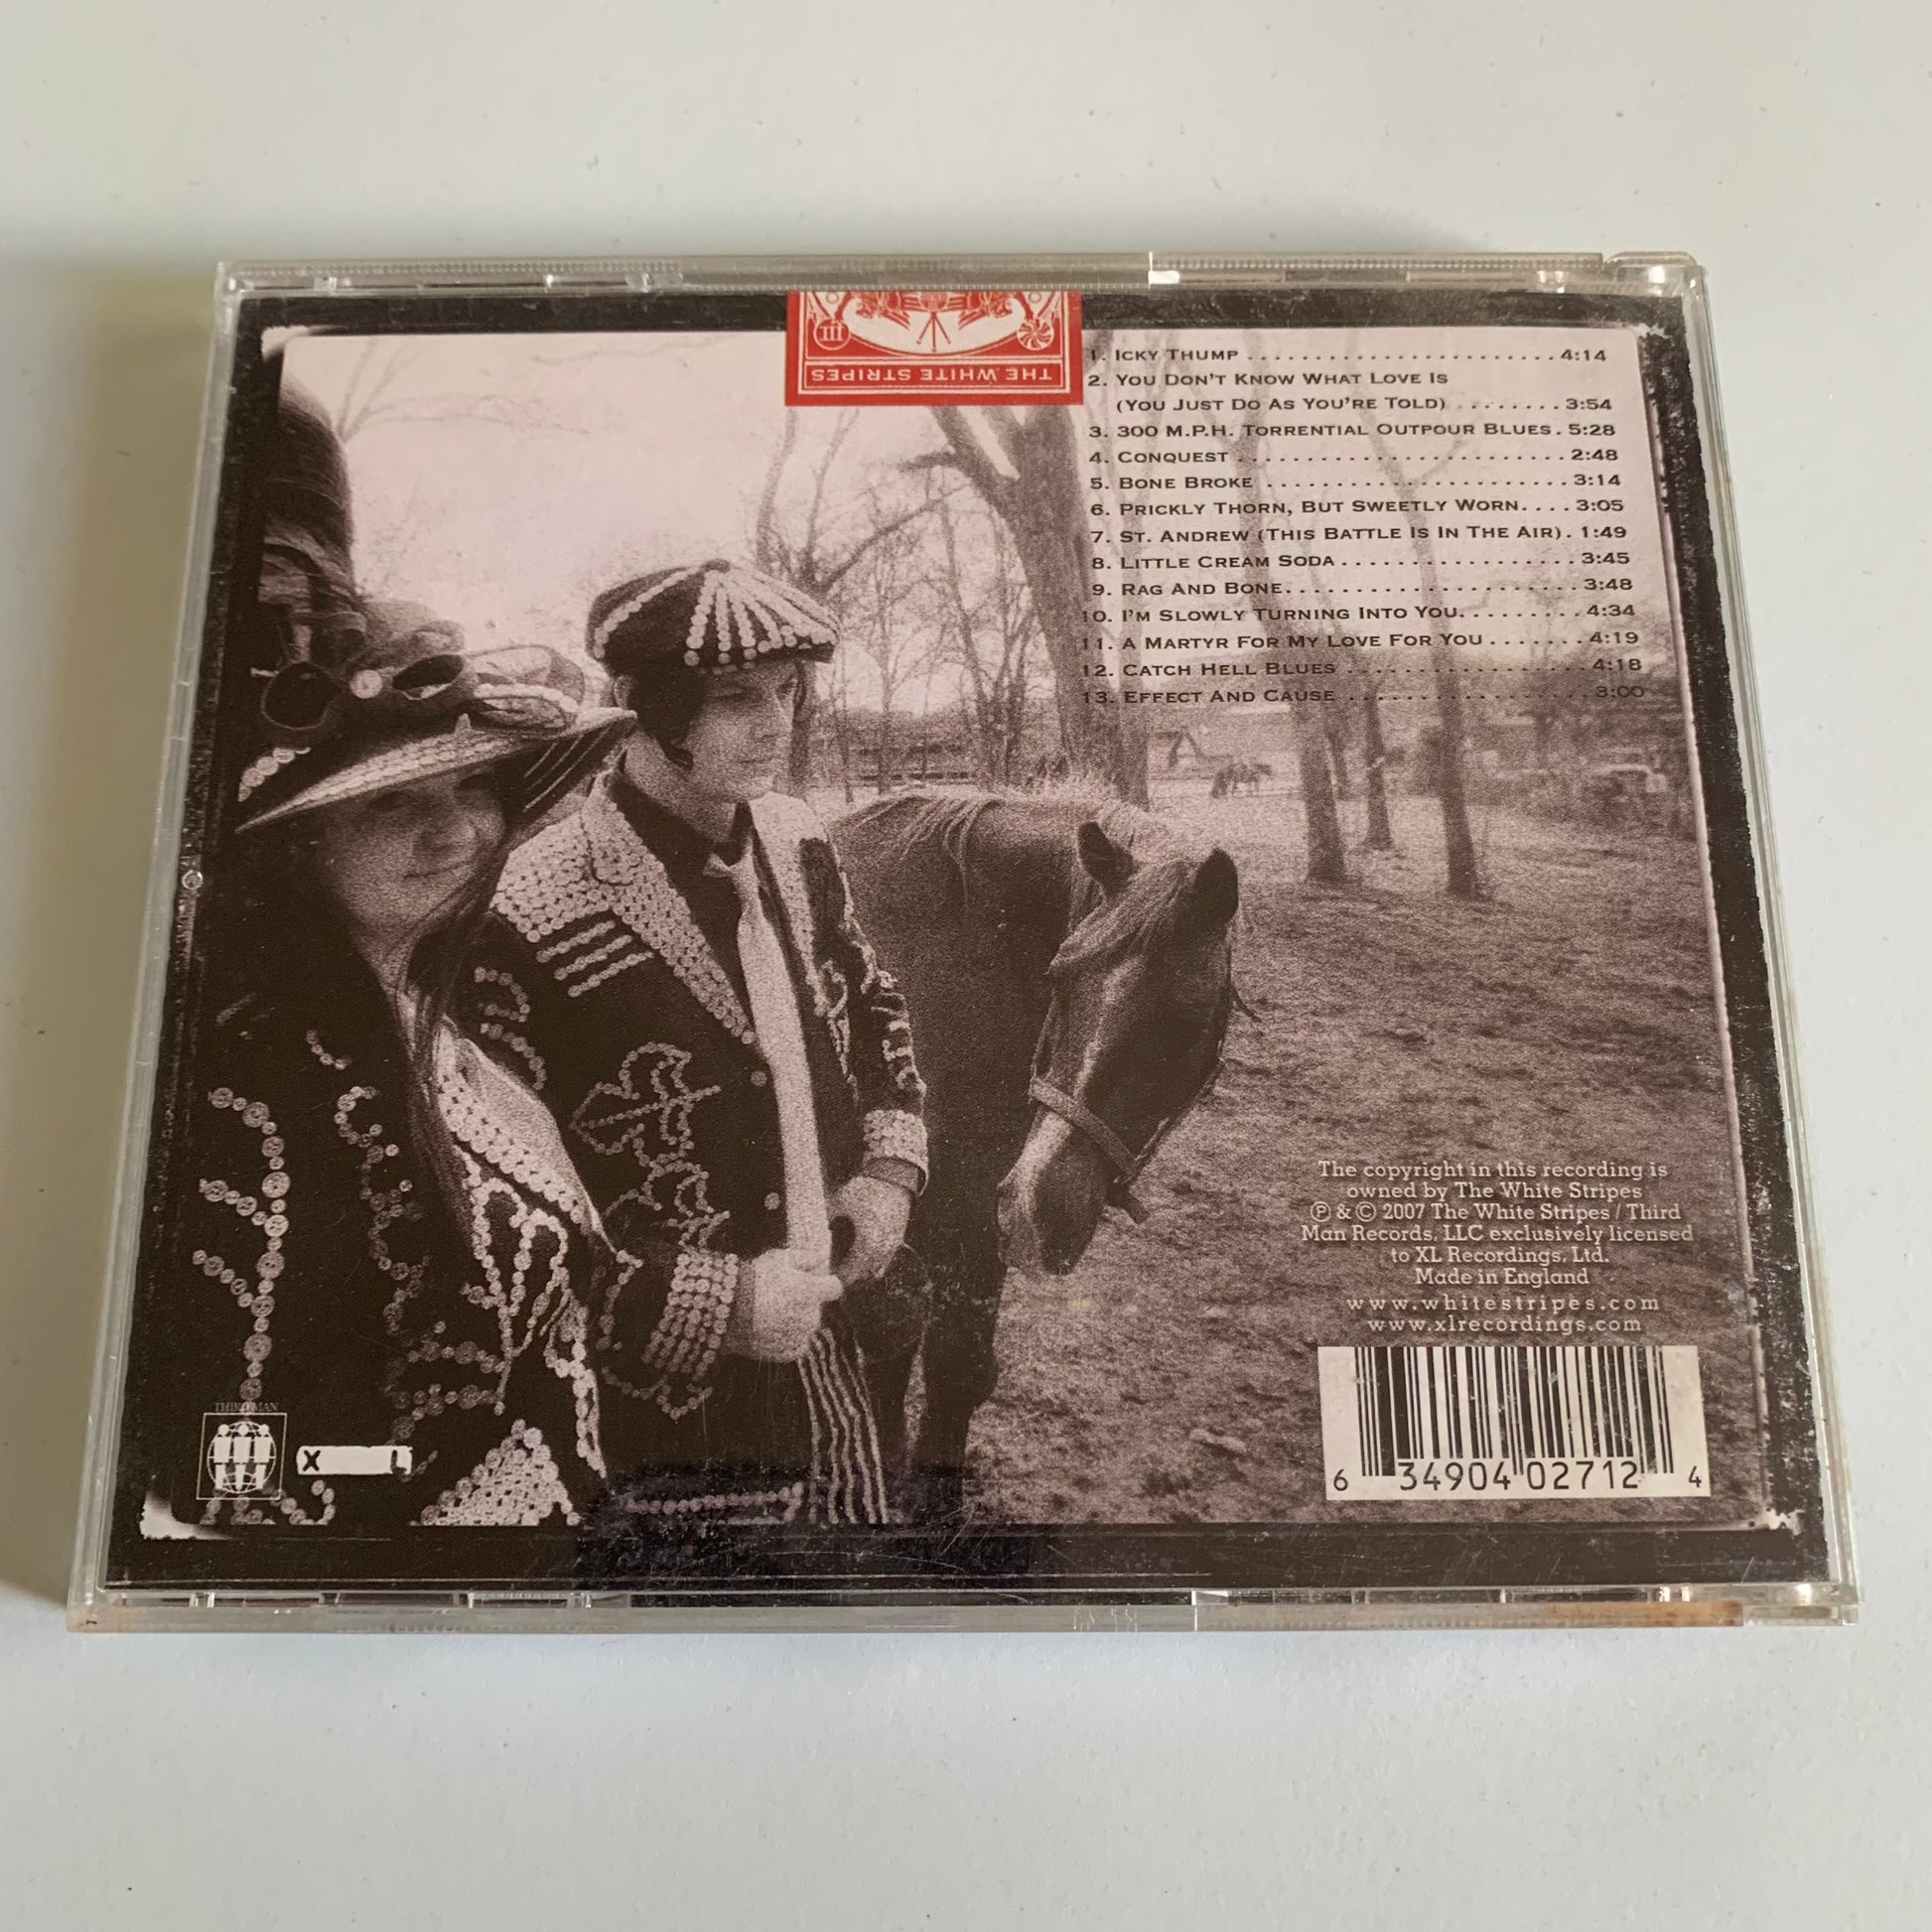 III
THE WHITE STRIPES
1. ICKY THUMP . . . . . . . . . . . . . . . . . . . . . . . 4:14
2. YOU DON'T KNOW WHAT LOVE IS
(YOU JUST DO AS YOU'RE TOLD) . . . . . . . . 3:54
3. 300 M.P.H. TORRENTIAL OUTPOUR BLUES . 5:28
4. CONQUEST . . . . . . . . . . . . . . . . . . . . . . . . . 2:48
5. BONE BROKE . . . . . . . . . . . . . . . . . . . . . . . 3:14
6. PRICKLY THORN, BUT SWEETLY WORN. . . . 3:05
7. ST. ANDREW (THIS BATTLE IS IN THE AIR) . 1:49
8. LITTLE CREAM SODA . . . . . . . . . . . . . . . . . . 3:45
9. RAG AND BONE. . . . . . . . . . . . . . . . . . . . . . 3:48
10. I'M SLOWLY TURNING INTO YOU. . . . . . . . . 4:34
11. A MARTYR FOR MY LOVE FOR YOU . . . . . . . 4:19
12. CATCH HELL BLUES . . . . . . . . . . . . . . . . . . 4:18
13. EFFECT AND CAUSE . . . . . . . . . . . . . . . . . . 3:00
The copyright in this recording is
owned by The White Stripes
℗ & © 2007 The White Stripes / Third
Man Records, LLC exclusively licensed
to XL Recordings, Ltd.
Made in England
www.whitestripes.com
www.xlrecordings.com
THIRD MAN
X L
6 34904 02712 4